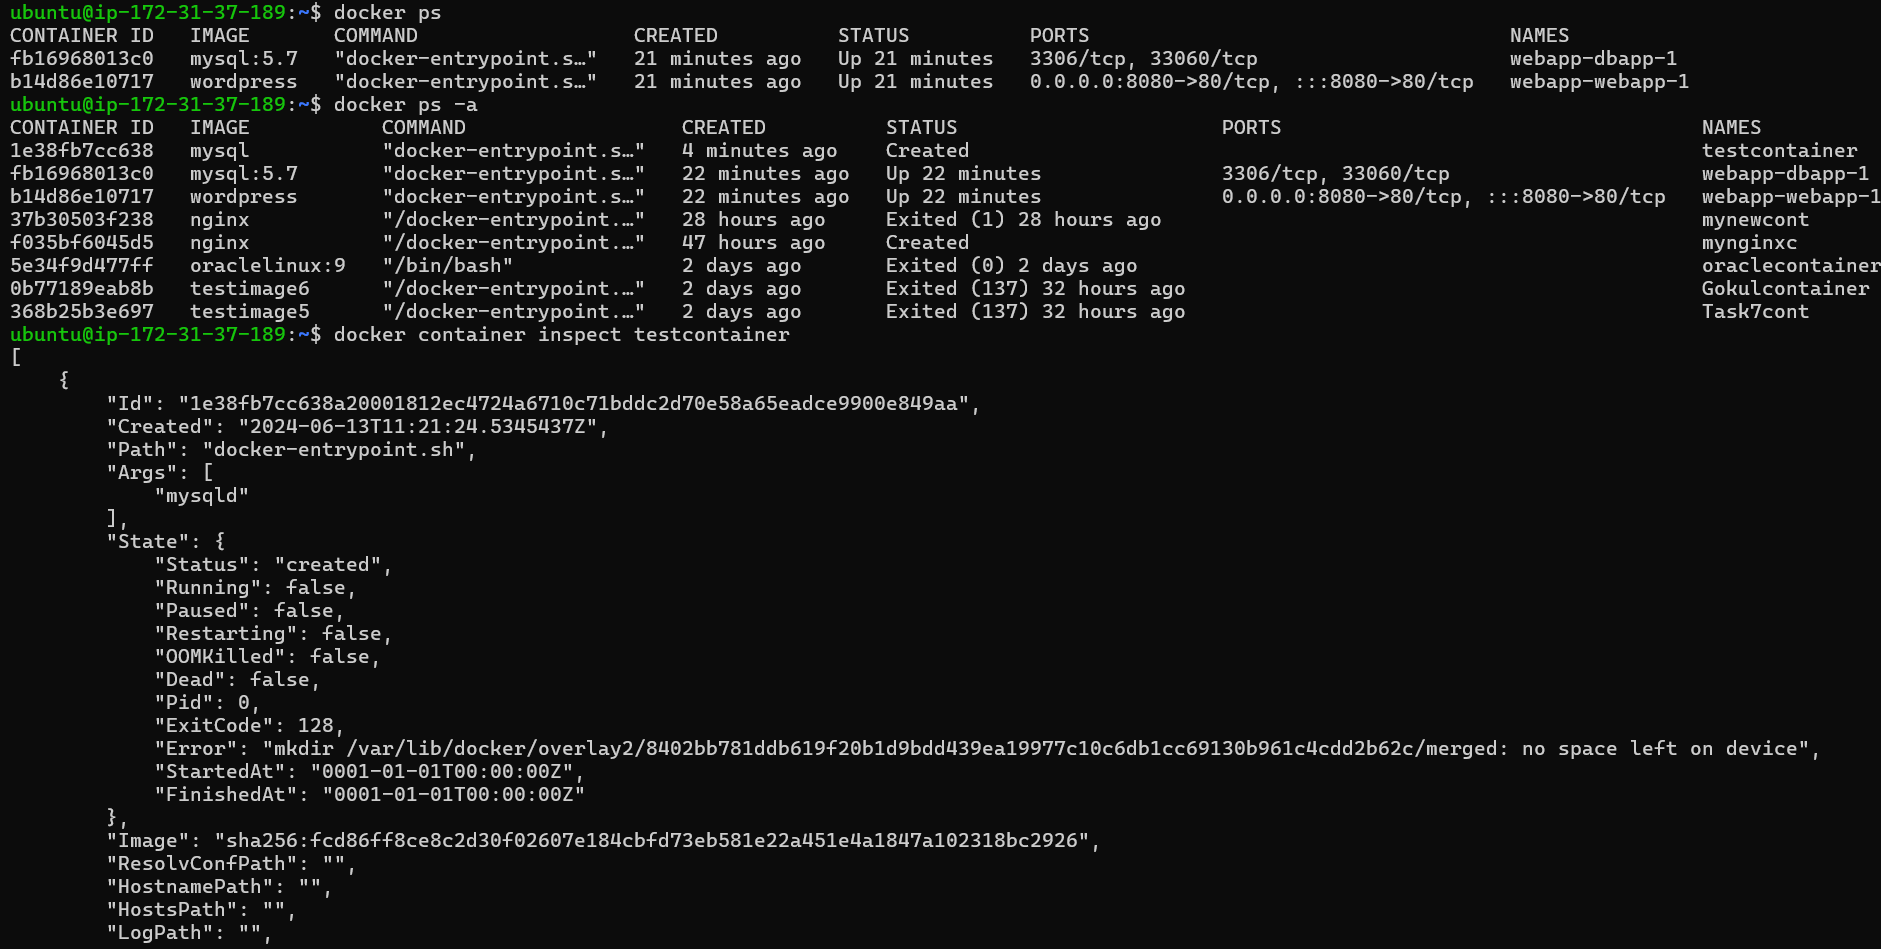 ubuntu@ip-172-31-37-189:~$ docker ps
CONTAINER ID   IMAGE       COMMAND                  CREATED          STATUS          PORTS                                   NAMES
fb16968013c0   mysql:5.7   "docker-entrypoint.s…"   21 minutes ago   Up 21 minutes   3306/tcp, 33060/tcp                     webapp-dbapp-1
b14d86e10717   wordpress   "docker-entrypoint.s…"   21 minutes ago   Up 21 minutes   0.0.0.0:8080->80/tcp, :::8080->80/tcp   webapp-webapp-1
ubuntu@ip-172-31-37-189:~$ docker ps -a
CONTAINER ID   IMAGE           COMMAND                  CREATED          STATUS                      PORTS                                   NAMES
1e38fb7cc638   mysql           "docker-entrypoint.s…"   4 minutes ago    Created                                                             testcontainer
fb16968013c0   mysql:5.7       "docker-entrypoint.s…"   22 minutes ago   Up 22 minutes               3306/tcp, 33060/tcp                     webapp-dbapp-1
b14d86e10717   wordpress       "docker-entrypoint.s…"   22 minutes ago   Up 22 minutes               0.0.0.0:8080->80/tcp, :::8080->80/tcp   webapp-webapp-1
37b30503f238   nginx           "/docker-entrypoint.…"   28 hours ago     Exited (1) 28 hours ago                                             mynewcont
f035bf6045d5   nginx           "/docker-entrypoint.…"   47 hours ago     Created                                                             mynginxc
5e34f9d477ff   oraclelinux:9   "/bin/bash"              2 days ago       Exited (0) 2 days ago                                               oraclecontainer
0b77189eab8b   testimage6      "/docker-entrypoint.…"   2 days ago       Exited (137) 32 hours ago                                           Gokulcontainer
368b25b3e697   testimage5      "/docker-entrypoint.…"   2 days ago       Exited (137) 32 hours ago                                           Task7cont
ubuntu@ip-172-31-37-189:~$ docker container inspect testcontainer
[
    {
        "Id": "1e38fb7cc638a20001812ec4724a6710c71bddc2d70e58a65eadce9900e849aa",
        "Created": "2024-06-13T11:21:24.5345437Z",
        "Path": "docker-entrypoint.sh",
        "Args": [
            "mysqld"
        ],
        "State": {
            "Status": "created",
            "Running": false,
            "Paused": false,
            "Restarting": false,
            "OOMKilled": false,
            "Dead": false,
            "Pid": 0,
            "ExitCode": 128,
            "Error": "mkdir /var/lib/docker/overlay2/8402bb781ddb619f20b1d9bdd439ea19977c10c6db1cc69130b961c4cdd2b62c/merged: no space left on device",
            "StartedAt": "0001-01-01T00:00:00Z",
            "FinishedAt": "0001-01-01T00:00:00Z"
        },
        "Image": "sha256:fcd86ff8ce8c2d30f02607e184cbfd73eb581e22a451e4a1847a102318bc2926",
        "ResolvConfPath": "",
        "HostnamePath": "",
        "HostsPath": "",
        "LogPath": "",